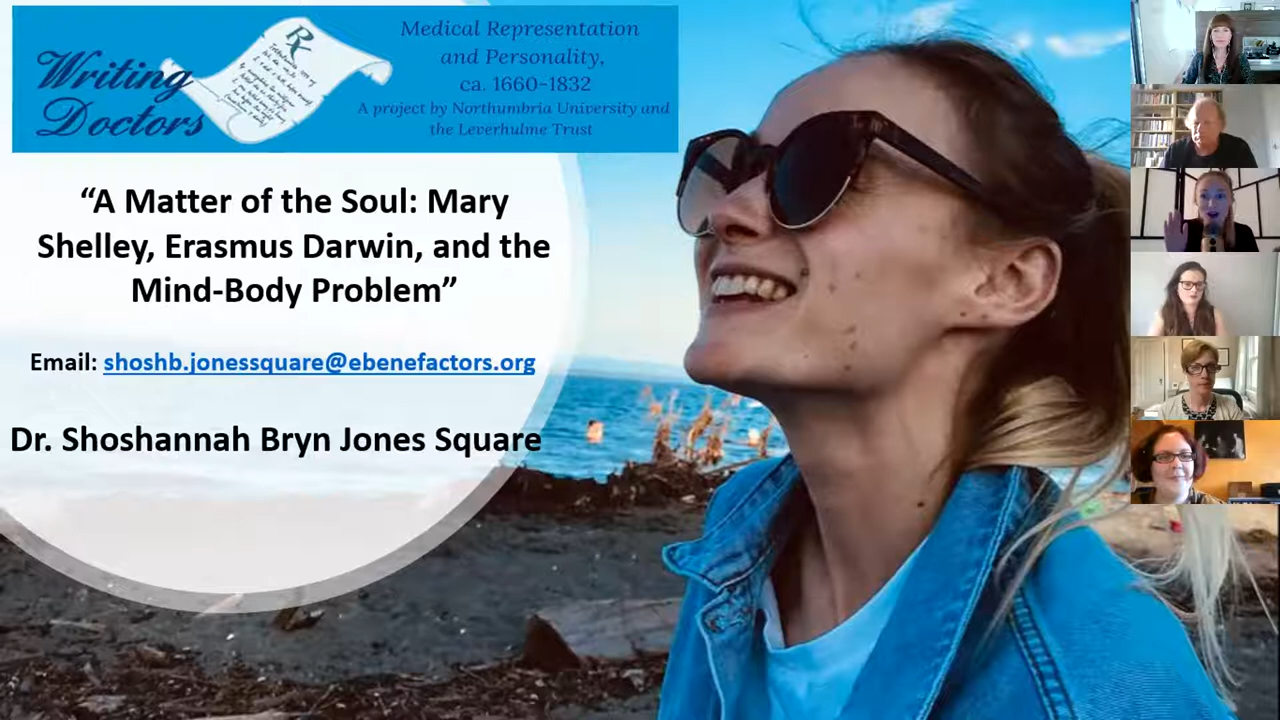 Writing
Doctors
Rx
Medical Representation
and Personality,
ca. 1660-1832
A project by Northumbria University and
the Leverhulme Trust
“A Matter of the Soul: Mary
Shelley, Erasmus Darwin, and the
Mind-Body Problem”
Email: shoshb.jonessquare@ebenefactors.org
Dr. Shoshannah Bryn Jones Square